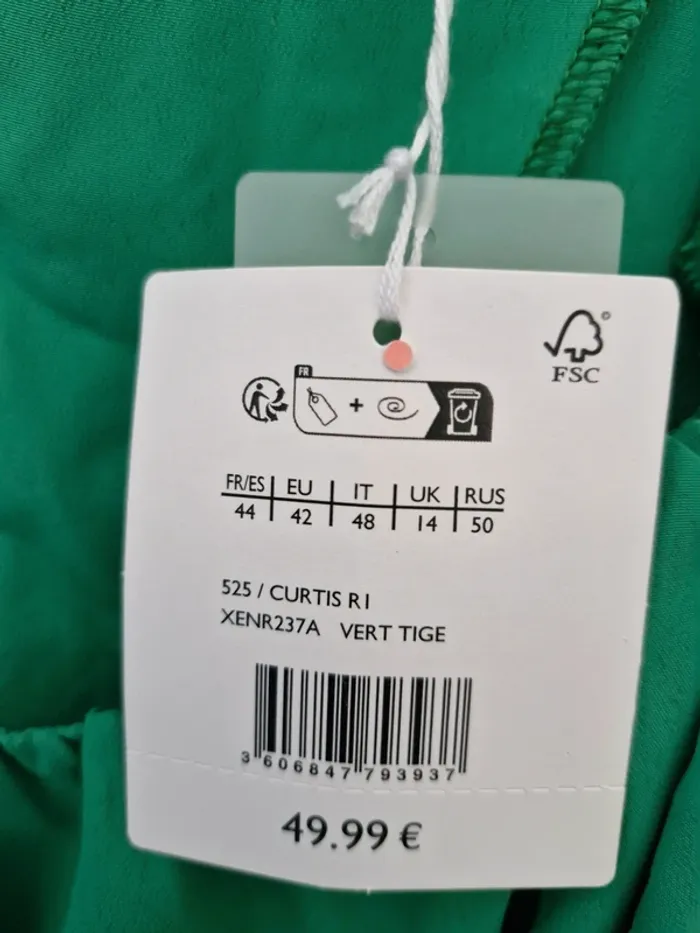 FSC
FR
+
FR/ES EU IT UK RUS
44 42 48 14 50
525 / CURTIS R1
XENR237A VERT TIGE
3 606847 793937
49.99 €